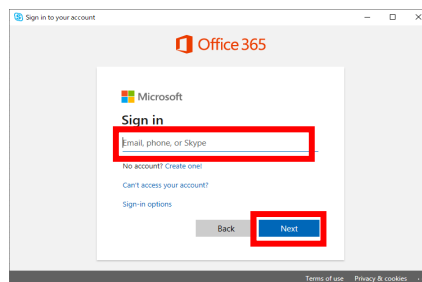 Sign in to your account
Office 365
Microsoft
Sign in
Email, phone, or Skype
No account? Create one!
Can't access your account?
Sign-in options
Back Next
Terms of use Privacy & cookies